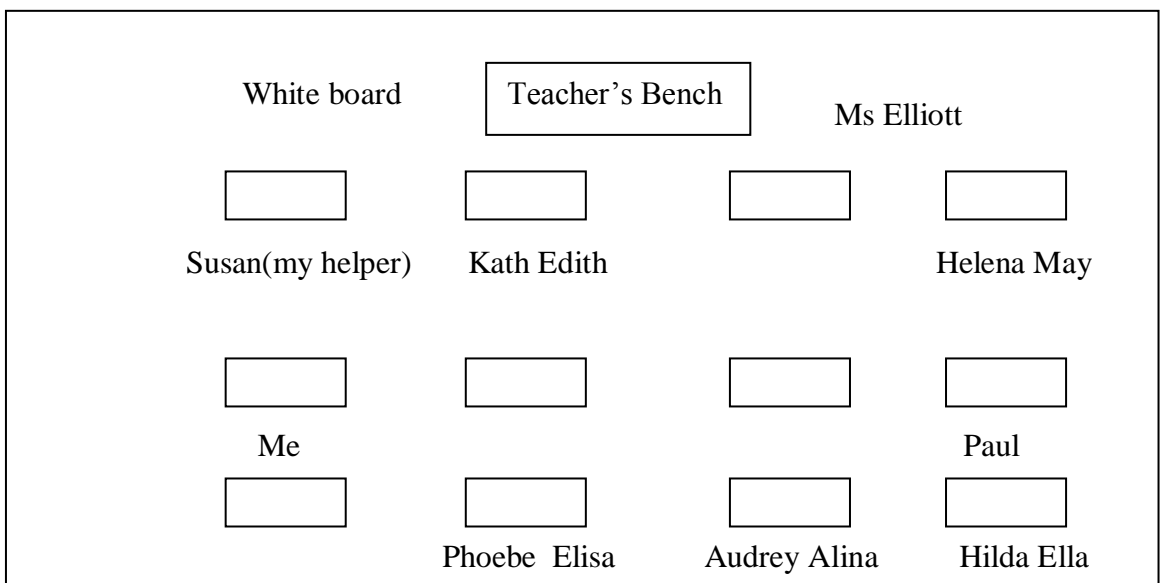 White board
Teacher’s Bench
Ms Elliott
Susan(my helper) Kath Edith Helena May
Me Paul
Phoebe Elisa Audrey Alina Hilda Ella